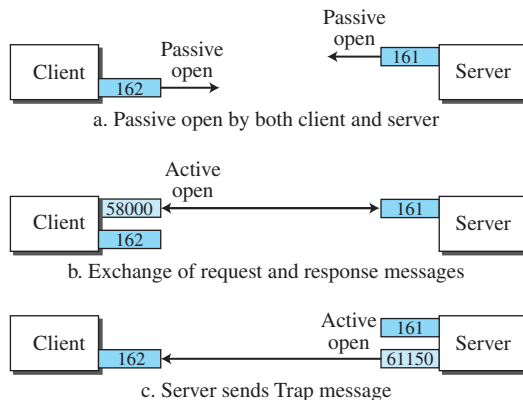 Client
162
Passive
open
Passive
open
161
Server
a. Passive open by both client and server
Client
58000
162
Active
open
161
Server
b. Exchange of request and response messages
Client
162
Active
open
161
61150
Server
c. Server sends Trap message